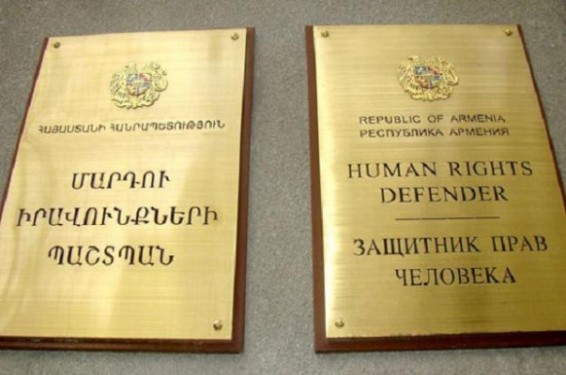 ՀԱՅԱՍՏԱՆԻ ՀԱՆՐԱՊԵՏՈՒԹՅՈՒՆ
ՄԱՐԴՈՒ
ԻՐԱՎՈՒՆՔՆԵՐԻ
ՊԱՇՏՊԱՆ
REPUBLIC OF ARMENIA
РЕСПУБЛИКА АРМЕНИЯ
HUMAN RIGHTS
DEFENDER
ЗАЩИТНИК ПРАВ
ЧЕЛОВЕКА